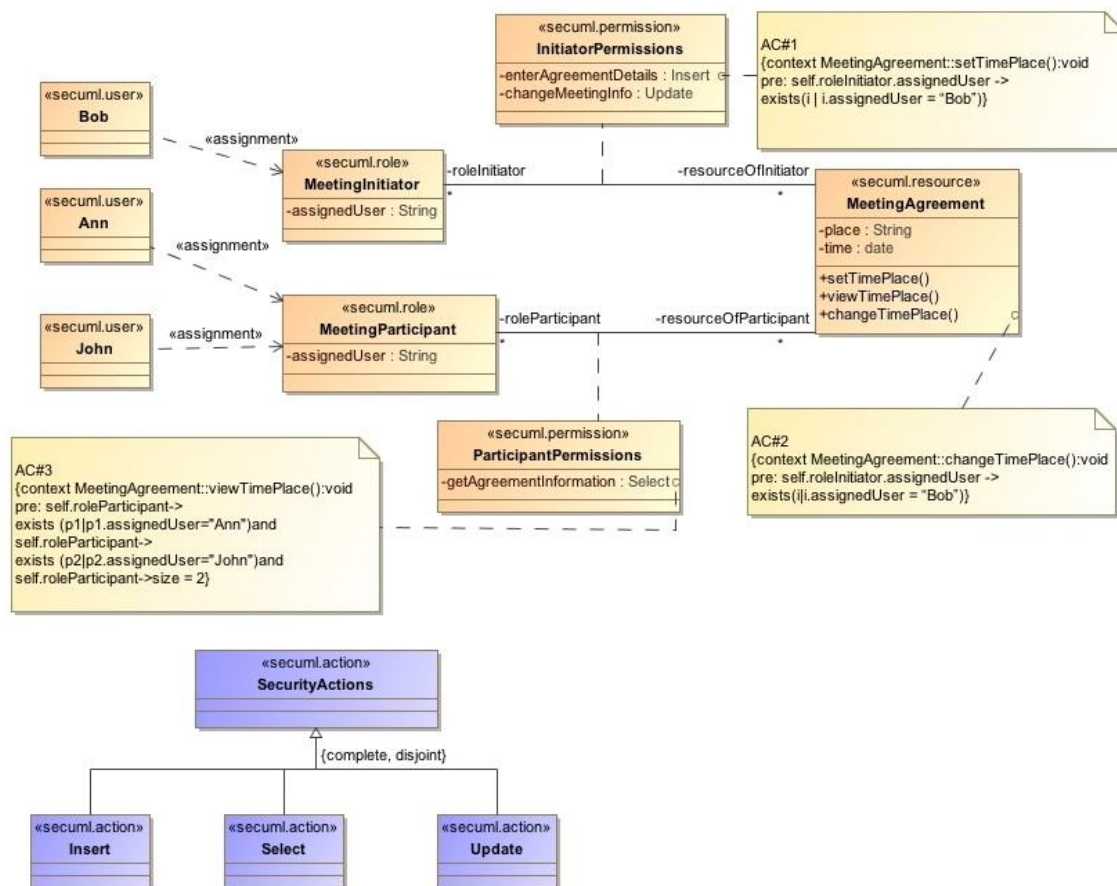 «secuml.permission»
InitiatorPermissions
-enterAgreementDetails : Insert
-changeMeetingInfo : Update
AC#1
{context MeetingAgreement::setTimePlace():void
pre: self.roleInitiator.assignedUser ->
exists(i | i.assignedUser = “Bob”)}
«secuml.user»
Bob
«assignment»
«secuml.role»
MeetingInitiator
-assignedUser : String
-roleInitiator
*
-resourceOfInitiator
*
«secuml.resource»
MeetingAgreement
-place : String
-time : date
+setTimePlace()
+viewTimePlace()
+changeTimePlace()
«secuml.user»
Ann
«assignment»
«secuml.user»
John
«assignment»
«secuml.role»
MeetingParticipant
-assignedUser : String
-roleParticipant
*
-resourceOfParticipant
*
«secuml.permission»
ParticipantPermissions
-getAgreementInformation : Select
AC#2
{context MeetingAgreement::changeTimePlace():void
pre: self.roleInitiator.assignedUser ->
exists(i|i.assignedUser = “Bob”)}
AC#3
{context MeetingAgreement::viewTimePlace():void
pre: self.roleParticipant->
exists (p1|p1.assignedUser="Ann")and
self.roleParticipant->
exists (p2|p2.assignedUser="John")and
self.roleParticipant->size = 2}
«secuml.action»
SecurityActions
{complete, disjoint}
«secuml.action»
Insert
«secuml.action»
Select
«secuml.action»
Update